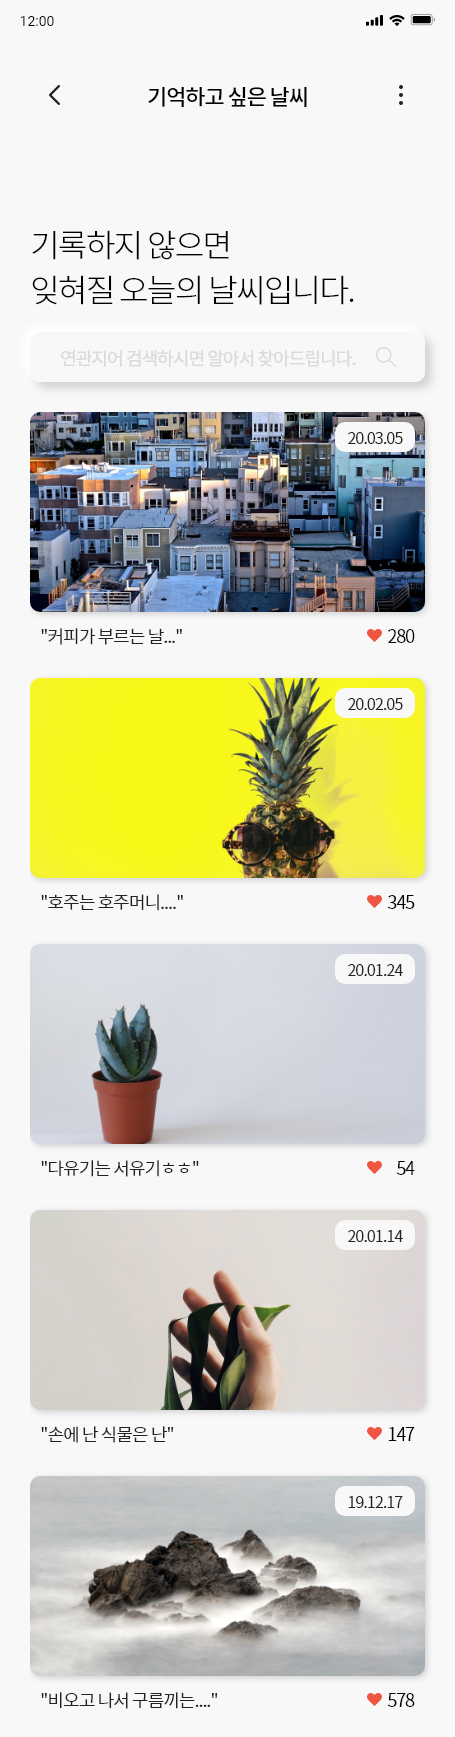 12:00
기억하고 싶은 날씨
기록하지 않으면
잊혀질 오늘의 날씨입니다.
연관지어 검색하시면 알아서 찾아드립니다.
20.03.05
"커피가 부르는 날..." 280
20.02.05
"호주는 호주머니...." 345
20.01.24
"다유기는 서유기ㅎㅎ" 54
20.01.14
"손에 난 식물은 난" 147
19.12.17
"비오고 나서 구름끼는...." 578